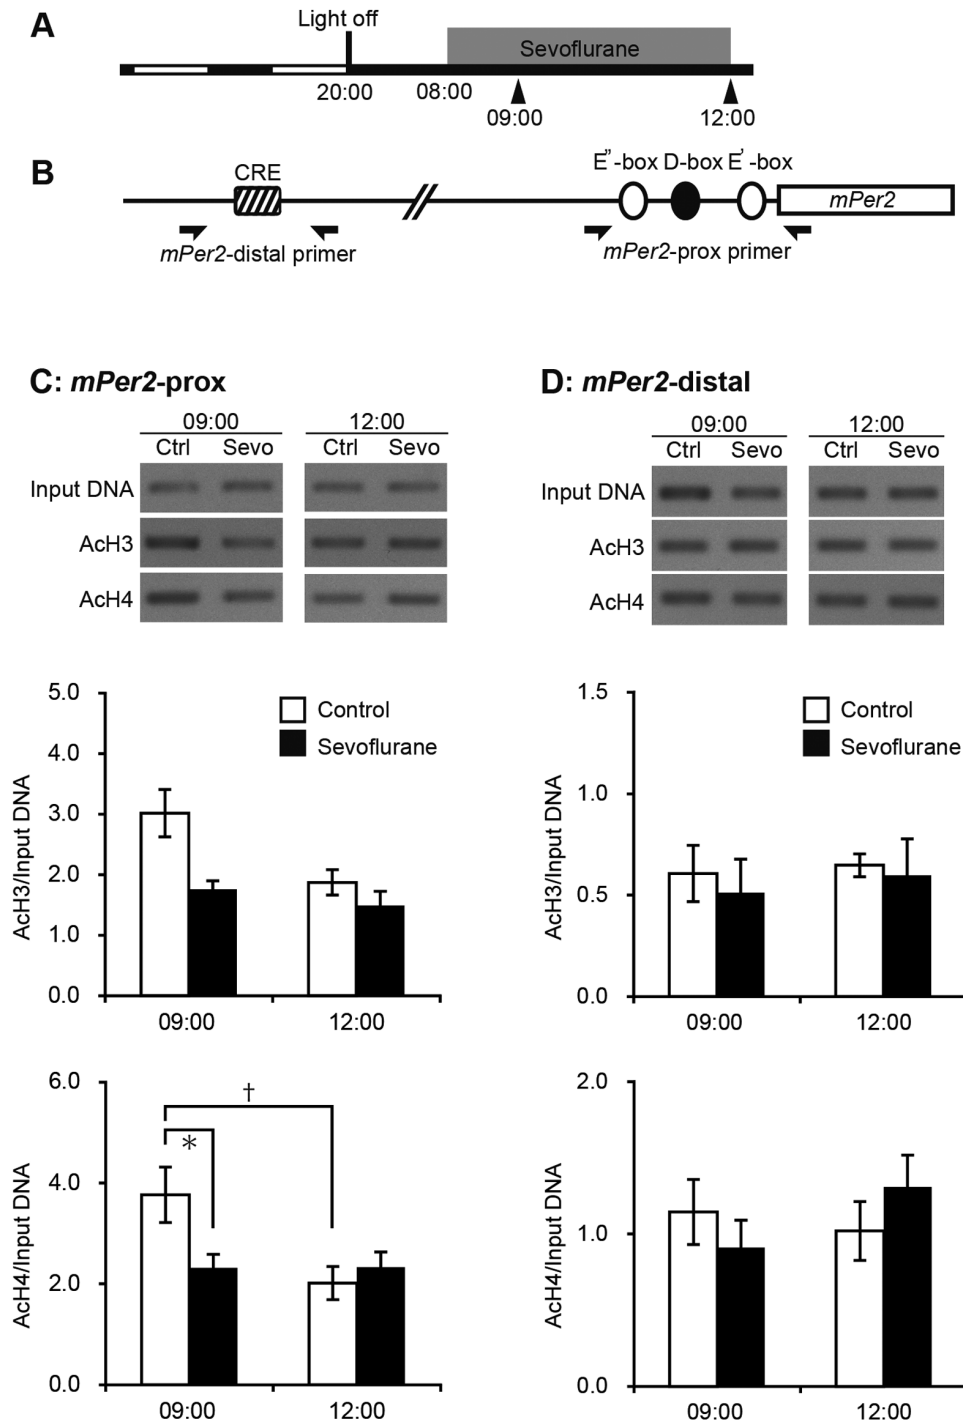 A
Light off
Sevoflurane
20:00 08:00
09:00 12:00
B
CRE E”-box D-box E’-box
mPer2
mPer2-distal primer mPer2-prox primer
C: mPer2-prox
09:00 12:00
Ctrl Sevo Ctrl Sevo
Input DNA
AcH3
AcH4
5.0
4.0
3.0
2.0
1.0
0.0
AcH3/Input DNA
Control
Sevoflurane
09:00 12:00
6.0
4.0
2.0
0.0
AcH4/Input DNA
†
*
09:00 12:00
D: mPer2-distal
09:00 12:00
Ctrl Sevo Ctrl Sevo
Input DNA
AcH3
AcH4
1.5
1.0
0.5
0.0
AcH3/Input DNA
Control
Sevoflurane
09:00 12:00
2.0
1.0
0.0
AcH4/Input DNA
09:00 12:00